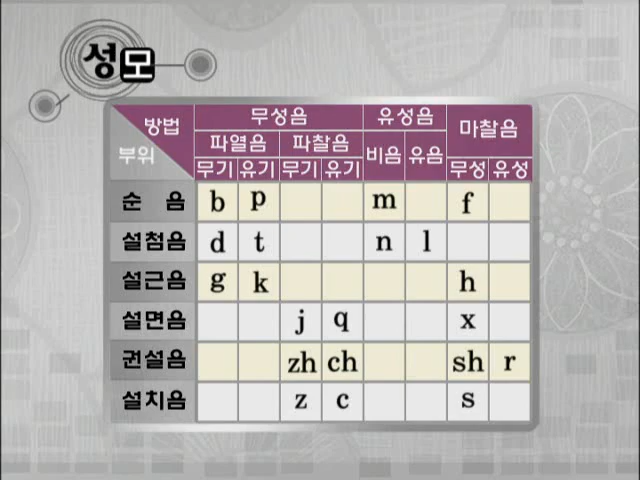 성모
방법 무성음 유성음 마찰음
부위 파열음 파찰음 비음 유음
무기 유기 무기 유기 무성 유성
순 음 b p m f
설첨음 d t n l
설근음 g k h
설면음 j q x
권설음 zh ch sh r
설치음 z c s